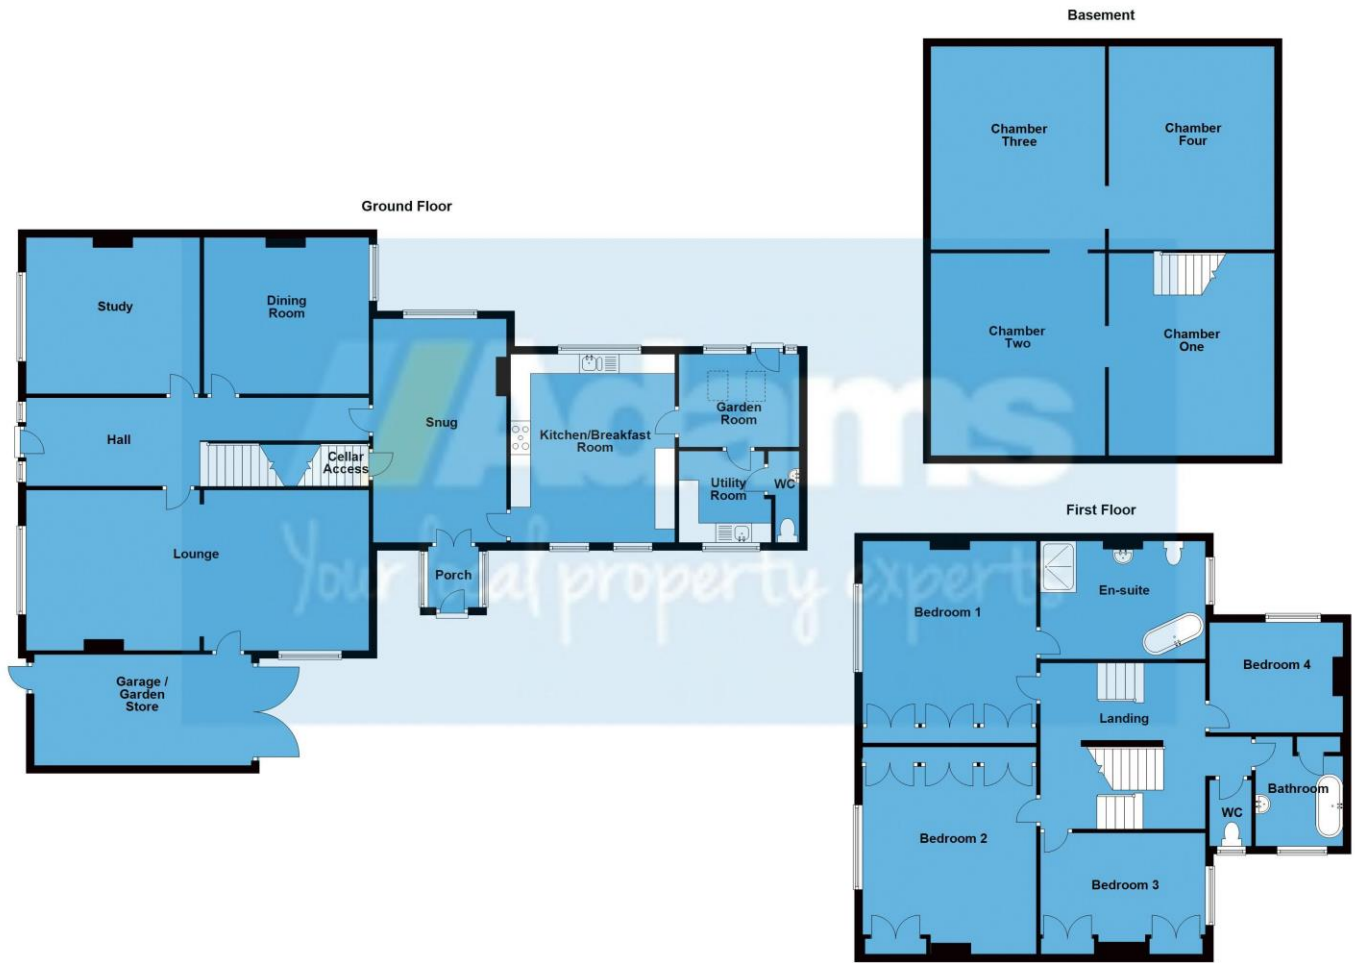 Basement
Chamber
Three
Chamber
Four
Chamber
Two
Chamber
One
Ground Floor
Study
Dining
Room
Hall
Cellar
Access
Snug
Kitchen/Breakfast
Room
Garden
Room
Utility
Room
WC
Lounge
Porch
Garage /
Garden
Store
Adams
Your local property experts
First Floor
Bedroom 1
En-suite
Bedroom 4
Landing
Bedroom 2
WC
Bathroom
Bedroom 3